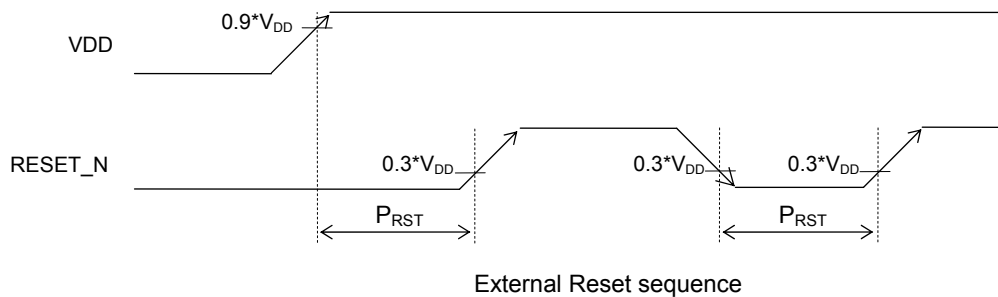 0.9*VDD
VDD
RESET_N
0.3*VDD
0.3*VDD
0.3*VDD
PRST
PRST
External Reset sequence